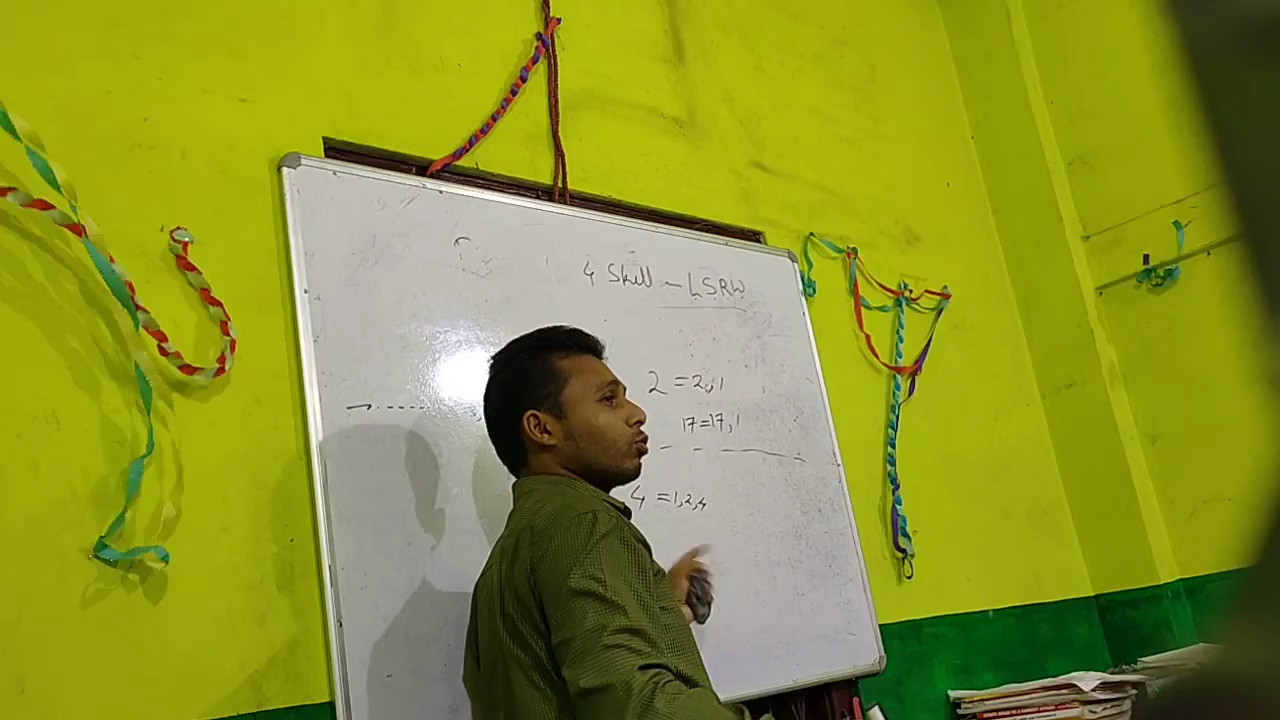 4 Skill - LSRW
2 = 2,1
17 = 17,1
4 = 1,2,4